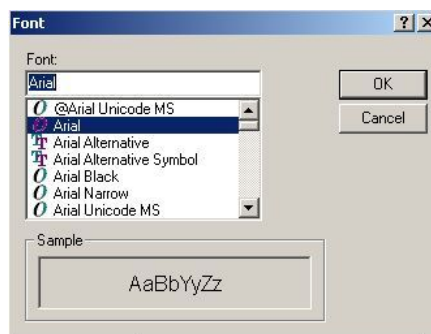 Font
Font:
Arial
OK
@Arial Unicode MS
Arial
Cancel
Arial Alternative
Arial Alternative Symbol
Arial Black
Arial Narrow
Arial Unicode MS
Sample
AaBbYyZz